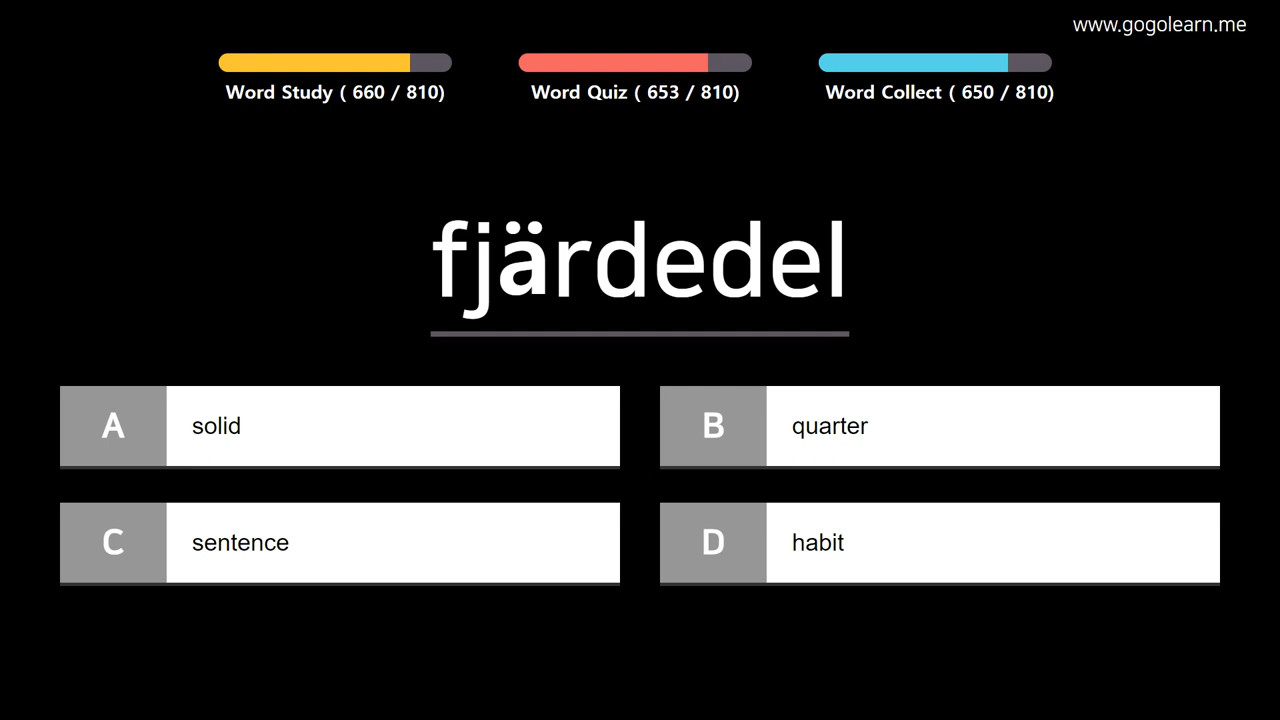 www.gogolearn.me
Word Study ( 660 / 810)
Word Quiz ( 653 / 810)
Word Collect ( 650 / 810)
fjärdedel
A solid
B quarter
C sentence
D habit